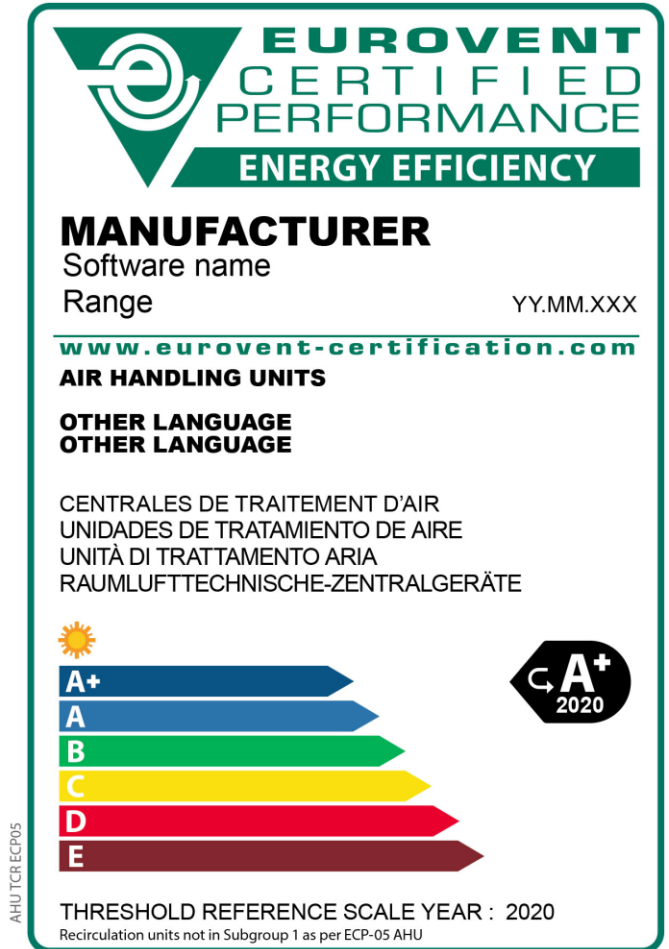 EUROVENT
CERTIFIED
PERFORMANCE
ENERGY EFFICIENCY
MANUFACTURER
Software name
Range YY.MM.XXX
www.eurovent-certification.com
AIR HANDLING UNITS
OTHER LANGUAGE
OTHER LANGUAGE
CENTRALES DE TRAITEMENT D'AIR
UNIDADES DE TRATAMIENTO DE AIRE
UNITÀ DI TRATTAMENTO ARIA
RAUMLUFTTECHNISCHE-ZENTRALGERÄTE
A+
A
B
C
D
E
A+
2020
THRESHOLD REFERENCE SCALE YEAR : 2020
Recirculation units not in Subgroup 1 as per ECP-05 AHU
AHU TCR ECP05